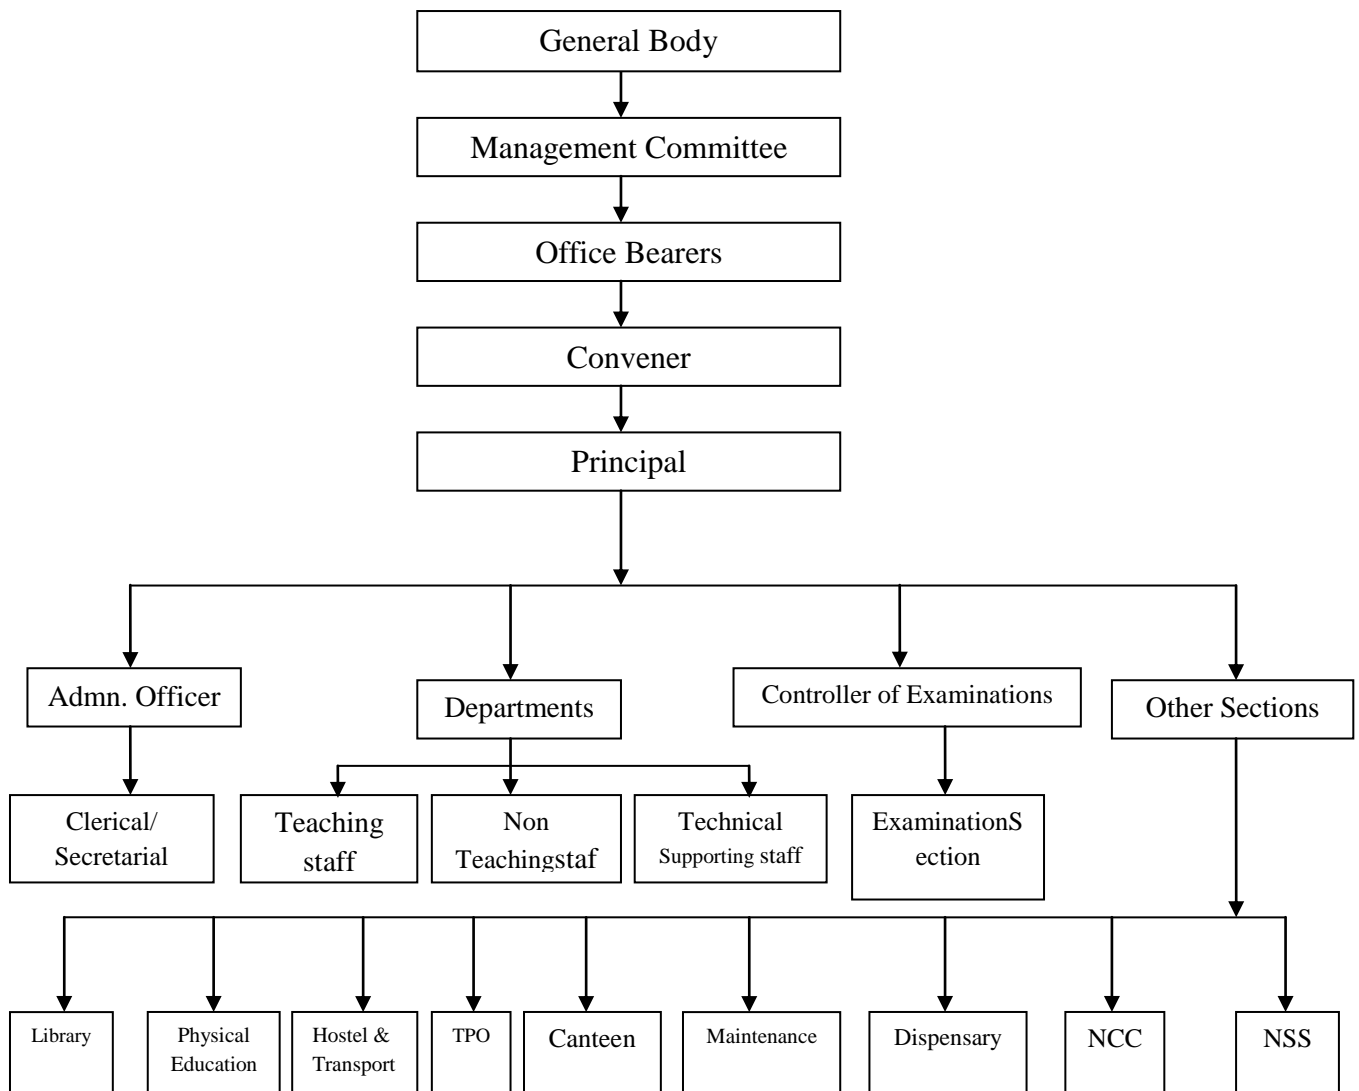 General Body
Management Committee
Office Bearers
Convener
Principal
Admn. Officer
Departments
Controller of Examinations
Other Sections
Clerical/
Secretarial
Teaching
staff
Non
Teachingstaf
Technical
Supporting staff
ExaminationS
ection
Library
Physical
Education
Hostel &
Transport
TPO
Canteen
Maintenance
Dispensary
NCC
NSS